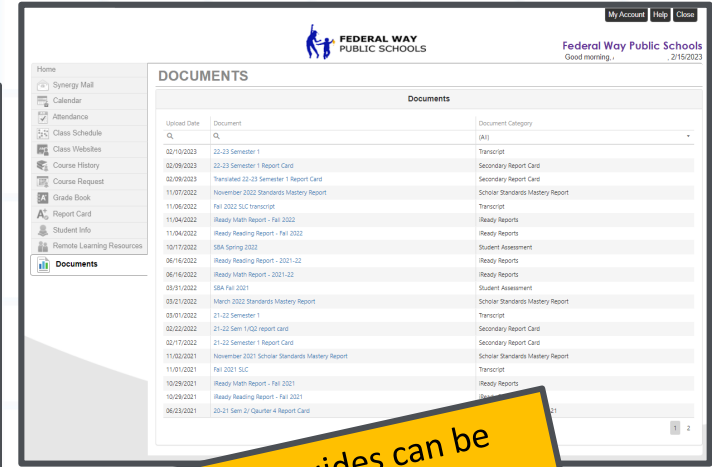 My Account Help Close
FEDERAL WAY
PUBLIC SCHOOLS
Federal Way Public Schools
Good morning, , 2/15/2023
Home
Synergy Mail
Calendar
Attendance
Class Schedule
Class Websites
Course History
Course Request
Grade Book
Report Card
Student Info
Remote Learning Resources
Documents
DOCUMENTS
Documents
Upload Date Document Document Category
(All)
02/10/2023 22-23 Semester 1 Transcript
02/09/2023 22-23 Semester 1 Report Card Secondary Report Card
02/09/2023 Translated 22-23 Semester 1 Report Card Secondary Report Card
11/07/2022 November 2022 Standards Mastery Report Scholar Standards Mastery Report
11/06/2022 Fall 2022 SLC transcript Transcript
11/04/2022 iReady Math Report - Fall 2022 iReady Reports
11/04/2022 iReady Reading Report - Fall 2022 iReady Reports
10/17/2022 SBA Spring 2022 Student Assessment
06/16/2022 iReady Reading Report - 2021-22 iReady Reports
06/16/2022 iReady Math Report - 2021-22 iReady Reports
03/31/2022 SBA Fall 2021 Student Assessment
03/21/2022 March 2022 Standards Mastery Report Scholar Standards Mastery Report
03/01/2022 21-22 Semester 1 Transcript
02/22/2022 21-22 Sem 1/Q2 report card Secondary Report Card
02/17/2022 21-22 Semester 1 Report Card Secondary Report Card
11/02/2021 November 2021 Scholar Standards Mastery Report Scholar Standards Mastery Report
11/01/2021 Fall 2021 SLC Transcript
10/29/2021 iReady Math Report - Fall 2021 iReady Reports
10/29/2021 iReady Reading Report - Fall 2021
06/23/2021 20-21 Sem 2/ Qaurter 4 Report Card 21
1 2
can be